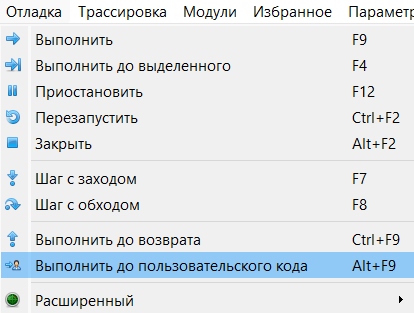 Отладка Трассировка Модули Избранное Парамет
Выполнить F9
Выполнить до выделенного F4
Приостановить F12
Перезапустить Ctrl+F2
Закрыть Alt+F2
Шаг с заходом F7
Шаг с обходом F8
Выполнить до возврата Ctrl+F9
Выполнить до пользовательского кода Alt+F9
Расширенный